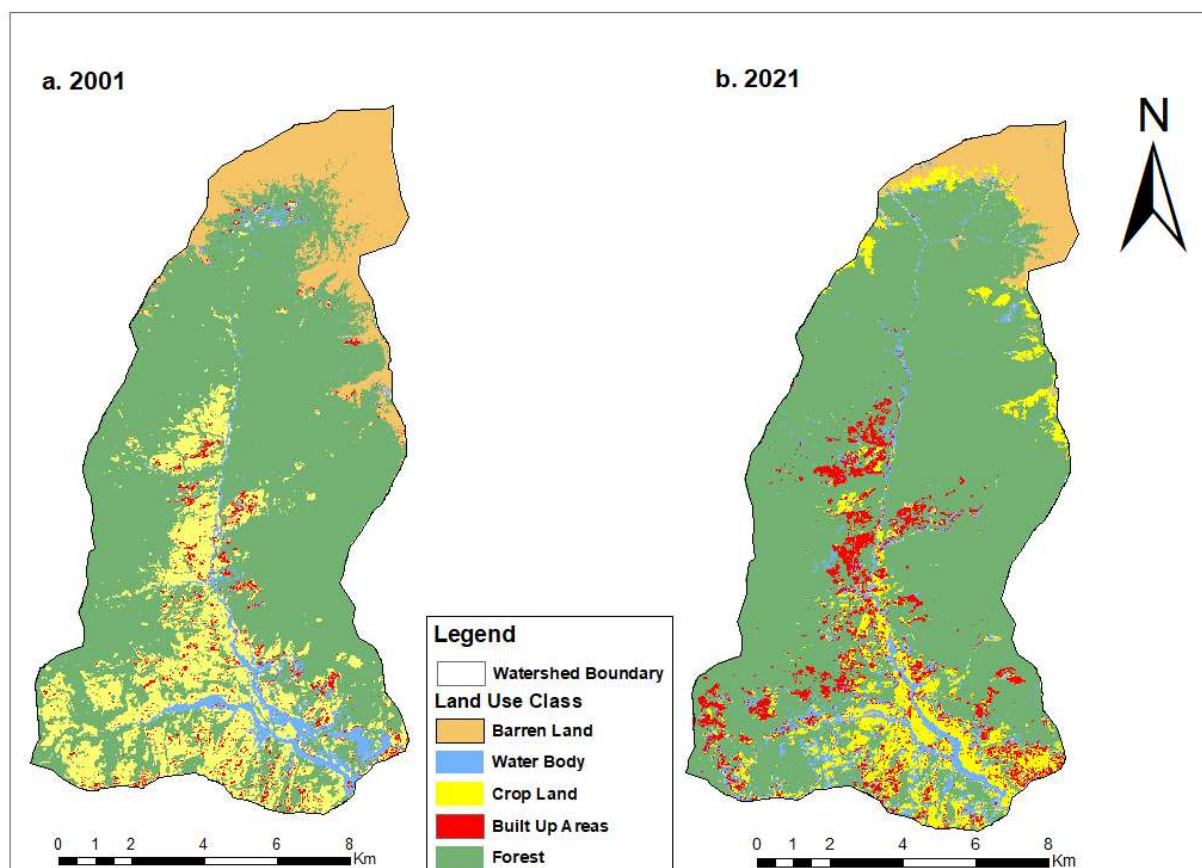 a. 2001
b. 2021
N
Legend
Watershed Boundary
Land Use Class
Barren Land
Water Body
Crop Land
Built Up Areas
Forest
0 1 2 4 6 8 Km
0 1 2 4 6 8 Km